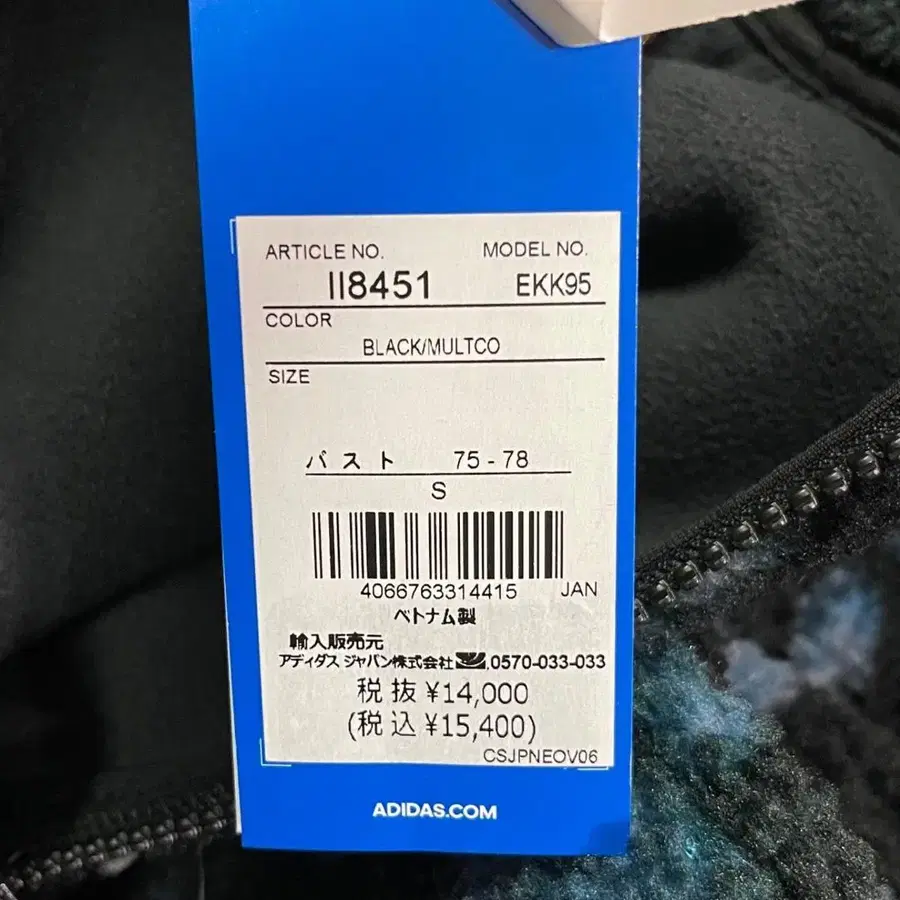 ARTICLE NO. MODEL NO.
II8451 EKK95
COLOR
BLACK/MULTCO
SIZE
バスト 75-78
S
4066763314415 JAN
ベトナム製
輸入販売元
アディダス ジャパン株式会社 0570-033-033
税抜 ¥14,000
(税込 ¥15,400)
CSJPNEOV06
ADIDAS.COM